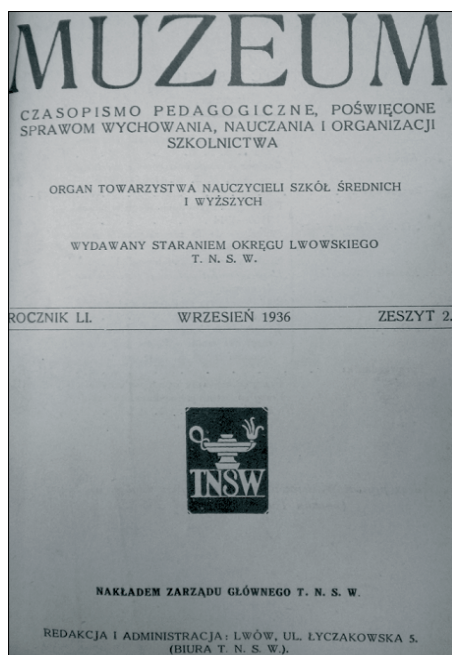 MUZEUM
CZASOPISMO PEDAGOGICZNE, POŚWIĘCONE
SPRAWOM WYCHOWANIA, NAUCZANIA I ORGANIZACJI
SZKOLNICTWA
ORGAN TOWARZYSTWA NAUCZYCIELI SZKÓŁ ŚREDNICH
I WYŻSZYCH
WYDAWANY STARANIEM OKRĘGU LWOWSKIEGO
T. N. S. W.
ROCZNIK LI. WRZESIEŃ 1936 ZESZYT 2.
TNSW
NAKŁADEM ZARZĄDU GŁÓWNEGO T. N. S. W.
REDAKCJA I ADMINISTRACJA: LWÓW, UL. ŁYCZAKOWSKA 5.
(BIURA T. N. S. W.).